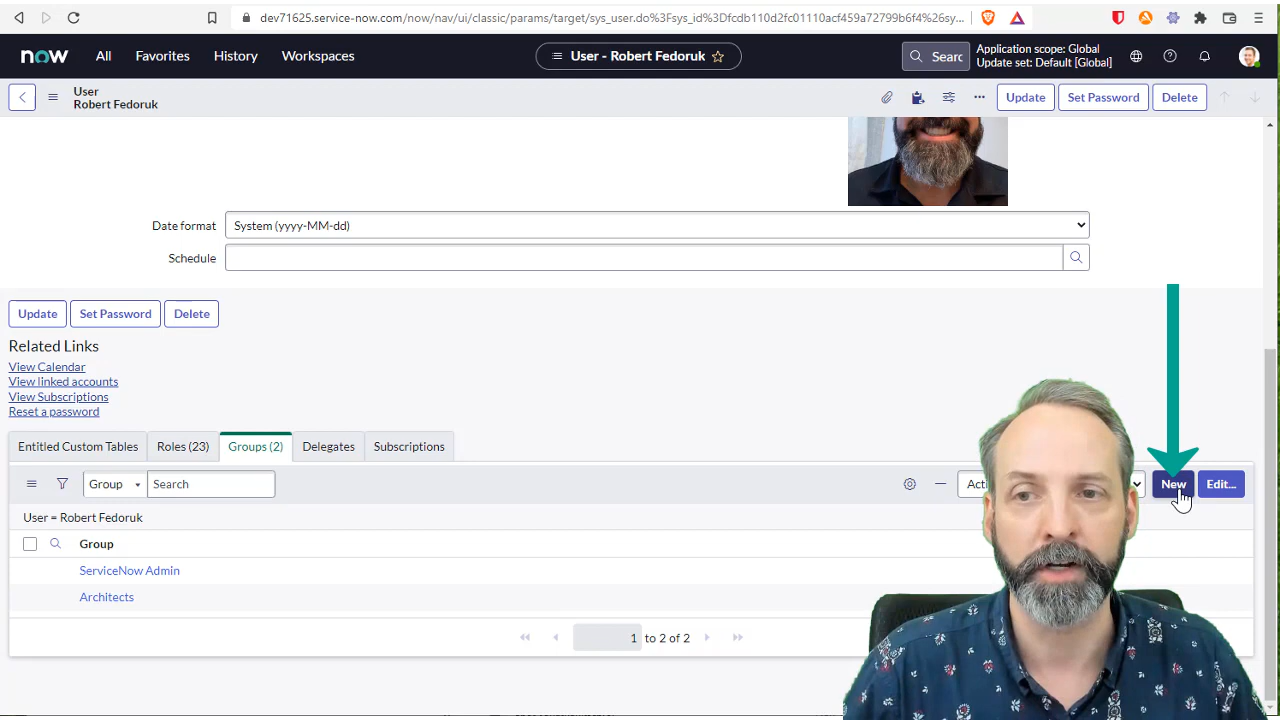 dev71625.service-now.com/now/nav/ui/classic/params/target/sys_user.do%3Fsys_id%3Dfcdb110d2fc01110acf459a72799b6f4%26sy...
now All Favorites History Workspaces User - Robert Fedoruk Searc Application scope: Global
Update set: Default [Global]
User
Robert Fedoruk
Update Set Password Delete
Date format System (yyyy-MM-dd)
Schedule
Update Set Password Delete
Related Links
View Calendar
View linked accounts
View Subscriptions
Reset a password
Entitled Custom Tables Roles (23) Groups (2) Delegates Subscriptions
Group Search Acti New Edit...
User = Robert Fedoruk
Group
ServiceNow Admin
Architects
1 to 2 of 2